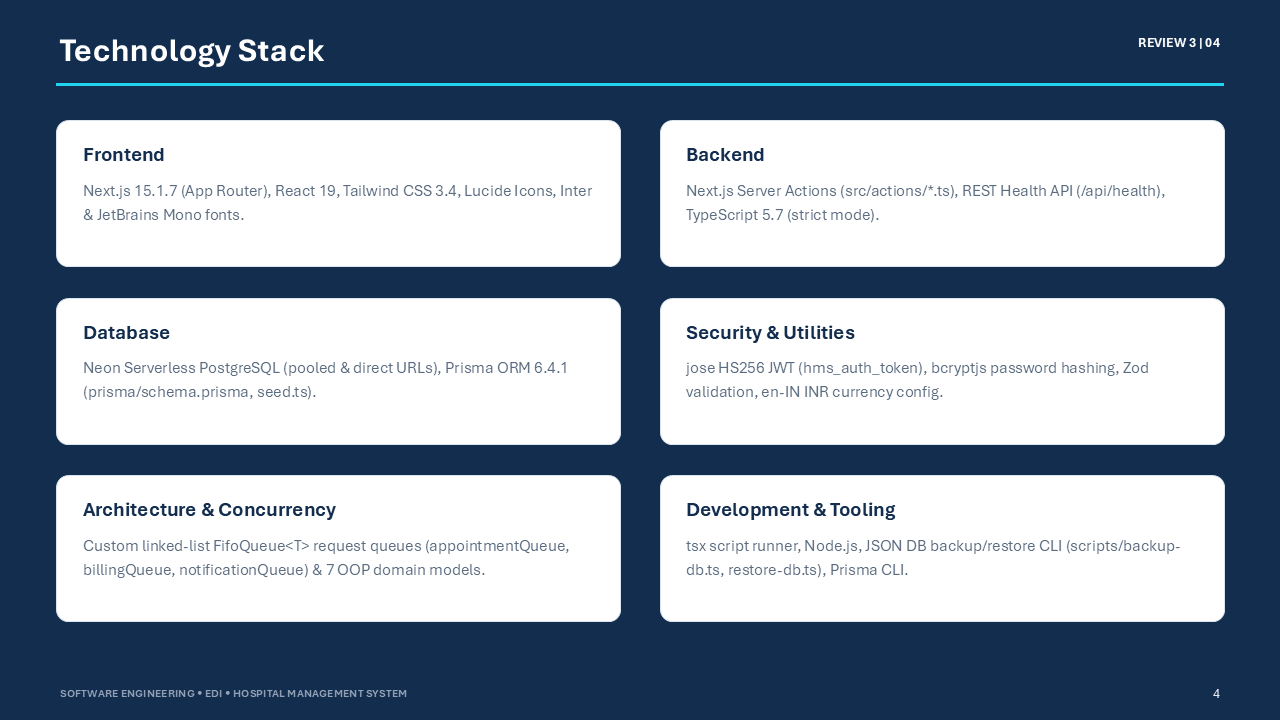 Technology Stack
REVIEW 3 | 04
Frontend
Next.js 15.1.7 (App Router), React 19, Tailwind CSS 3.4, Lucide Icons, Inter
& JetBrains Mono fonts.
Backend
Next.js Server Actions (src/actions/*.ts), REST Health API (/api/health),
TypeScript 5.7 (strict mode).
Database
Neon Serverless PostgreSQL (pooled & direct URLs), Prisma ORM 6.4.1
(prisma/schema.prisma, seed.ts).
Security & Utilities
jose HS256 JWT (hms_auth_token), bcryptjs password hashing, Zod
validation, en-IN INR currency config.
Architecture & Concurrency
Custom linked-list FifoQueue<T> request queues (appointmentQueue,
billingQueue, notificationQueue) & 7 OOP domain models.
Development & Tooling
tsx script runner, Node.js, JSON DB backup/restore CLI (scripts/backup-
db.ts, restore-db.ts), Prisma CLI.
SOFTWARE ENGINEERING • EDI • HOSPITAL MANAGEMENT SYSTEM
4